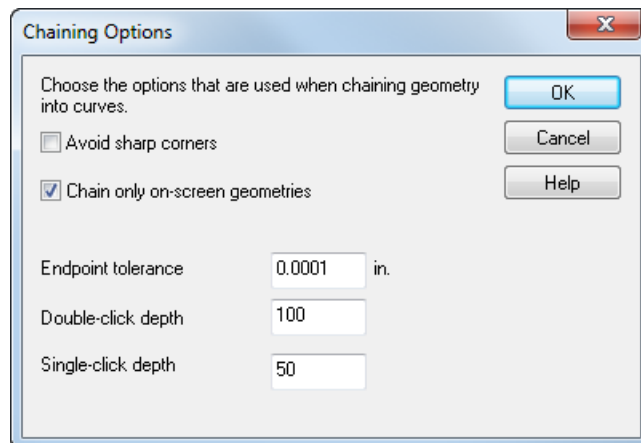 Chaining Options
Choose the options that are used when chaining geometry
into curves.
Avoid sharp corners
Chain only on-screen geometries
OK
Cancel
Help
Endpoint tolerance 0.0001 in.
Double-click depth 100
Single-click depth 50